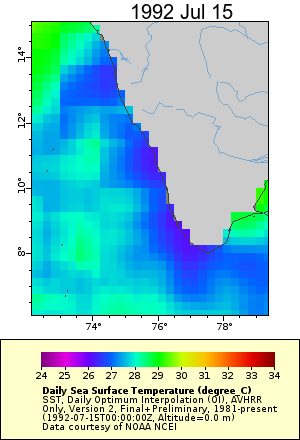 1992 Jul 15
14°
12°
10°
8°
74°
76°
78°
24 25 26 27 28 29 30 31 32 33 34
Daily Sea Surface Temperature (degree_C)
SST, Daily Optimum Interpolation (OI), AVHRR
Only, Version 2, Final+Preliminary, 1981-present
(1992-07-15T00:00:00Z, Altitude=0.0 m)
Data courtesy of NOAA NCEI